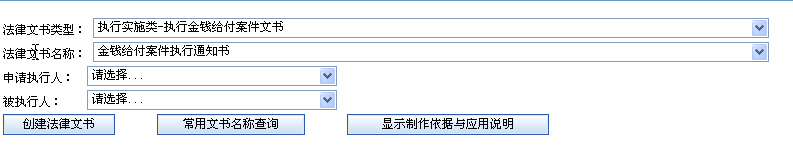 法律文书类型： 执行实施类-执行金钱给付案件文书
法律文书名称： 金钱给付案件执行通知书
申请执行人： 请选择...
被执行人： 请选择...
创建法律文书 常用文书名称查询 显示制作依据与应用说明